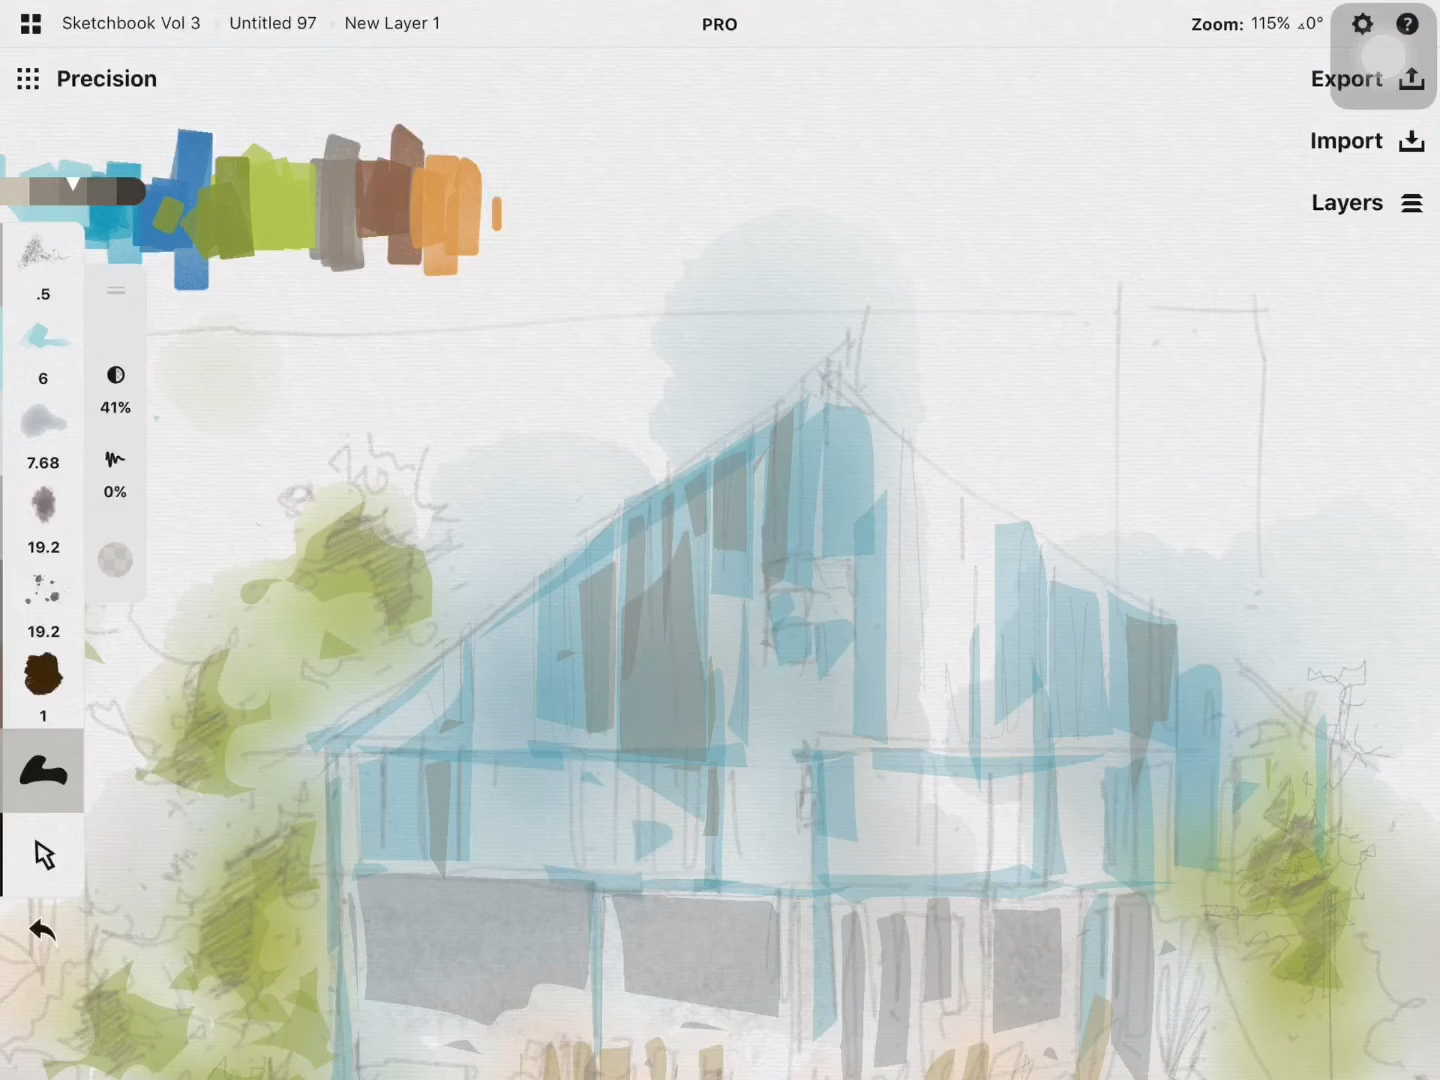 Sketchbook Vol 3 Untitled 97 New Layer 1 PRO Zoom: 115% ⊿0°
Precision
Export
Import
Layers
.5
6
41%
7.68
0%
19.2
19.2
1